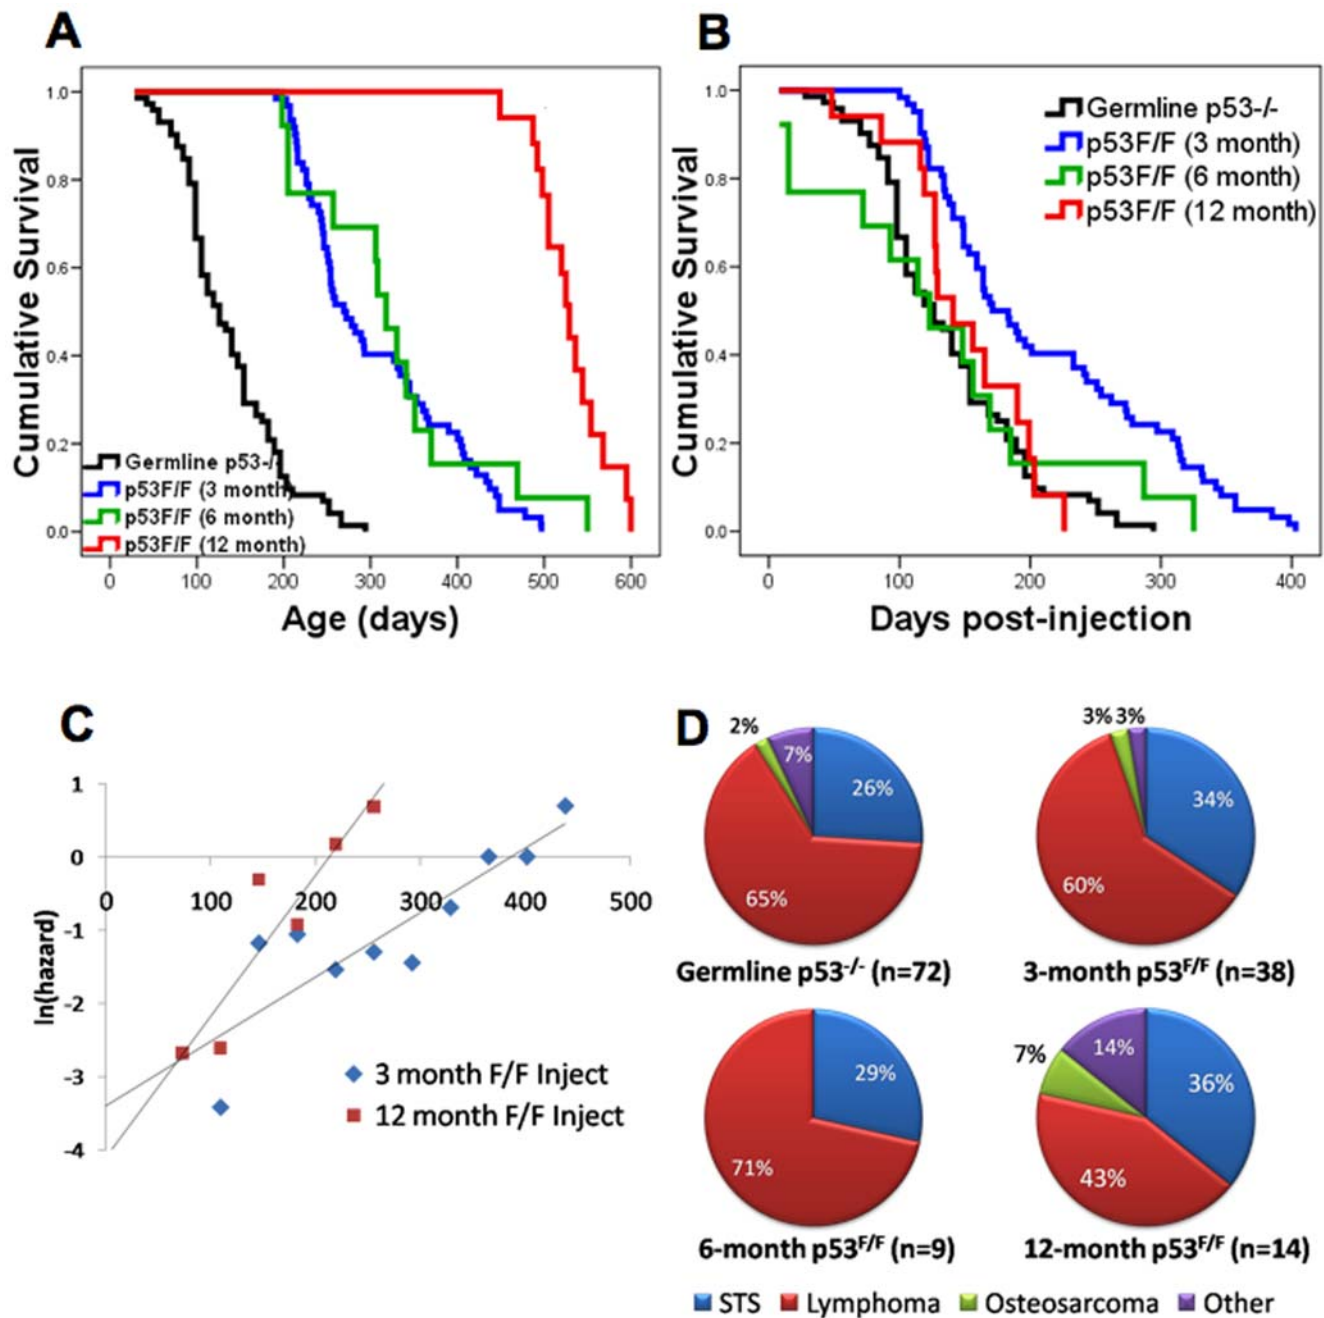 A
Cumulative Survival
1.0
0.8
0.6
0.4
0.2
0.0
Germline p53-/-
p53F/F (3 month)
p53F/F (6 month)
p53F/F (12 month)
0 100 200 300 400 500 600
Age (days)
B
Cumulative Survival
1.0
0.8
0.6
0.4
0.2
0.0
Germline p53-/-
p53F/F (3 month)
p53F/F (6 month)
p53F/F (12 month)
0 100 200 300 400
Days post-injection
C
ln(hazard)
1
0
-1
-2
-3
-4
0 100 200 300 400 500
3 month F/F Inject
12 month F/F Inject
D
2%
7%
26%
65%
Germline p53-/- (n=72)
3% 3%
34%
60%
3-month p53F/F (n=38)
29%
71%
6-month p53F/F (n=9)
7%
14%
36%
43%
12-month p53F/F (n=14)
STS Lymphoma Osteosarcoma Other